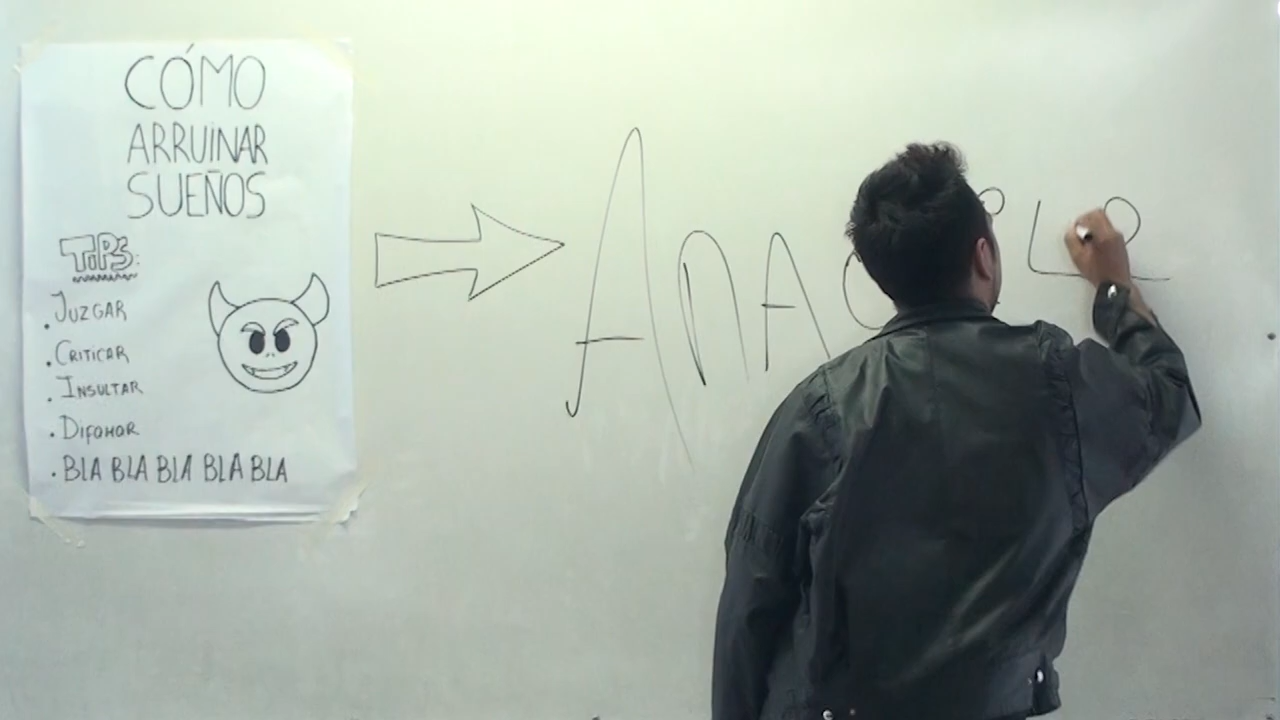 CÓMO
ARRUINAR
SUEÑOS
TIPS:
. JUZGAR
. CRITICAR
. INSULTAR
. DIFAMAR
. BLA BLA BLA BLA BLA